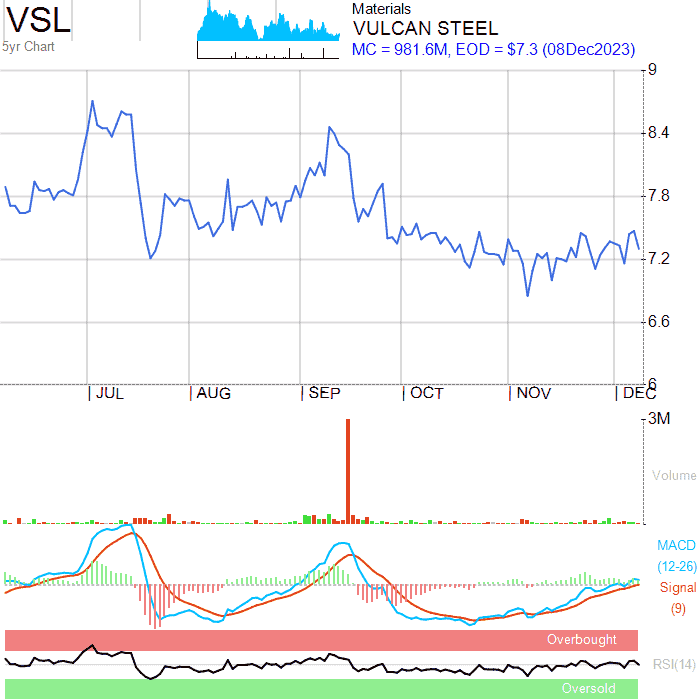 VSL
5yr Chart
Materials
VULCAN STEEL
MC = 981.6M, EOD = $7.3 (08Dec2023)
9
8.4
7.8
7.2
6.6
6
JUL AUG SEP OCT NOV DEC
3M
Volume
MACD
(12-26)
Signal
(9)
Overbought
RSI(14)
Oversold